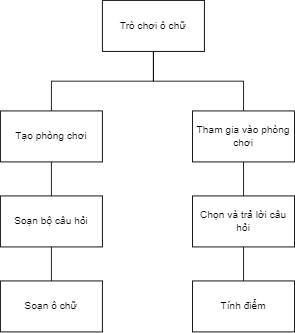 Trò chơi ô chữ
Tạo phòng chơi
Tham gia vào phòng
chơi
Soạn bộ câu hỏi
Chọn và trả lời câu
hỏi
Soạn ô chữ
Tính điểm